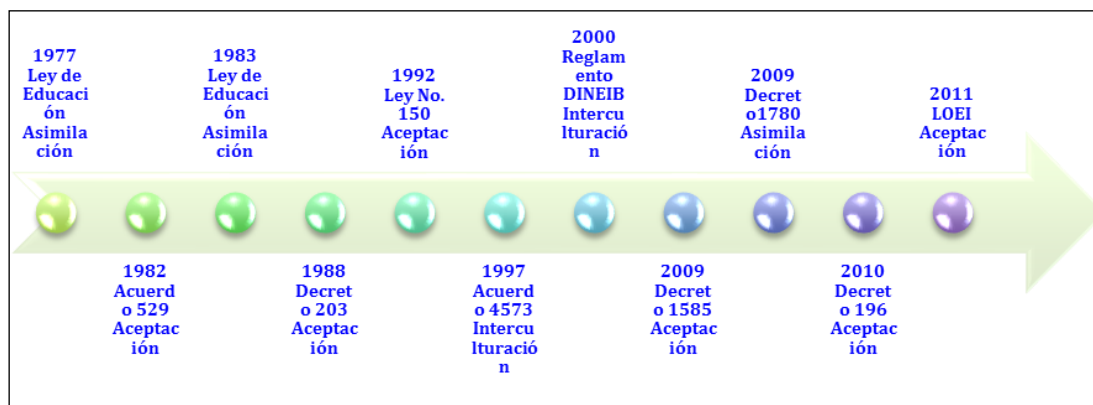 1977
Ley de
Educaci
ón
Asimila
ción
1982
Acuerd
o 529
Aceptac
ión
1983
Ley de
Educaci
ón
Asimila
ción
1988
Decret
o 203
Aceptac
ión
1992
Ley No.
150
Aceptac
ión
1997
Acuerd
o 4573
Intercu
lturació
n
2000
Reglam
ento
DINEIB
Intercu
lturació
n
2009
Decret
o 1585
Aceptac
ión
2009
Decret
o1780
Asimila
ción
2010
Decret
o 196
Aceptac
ión
2011
LOEI
Aceptac
ión